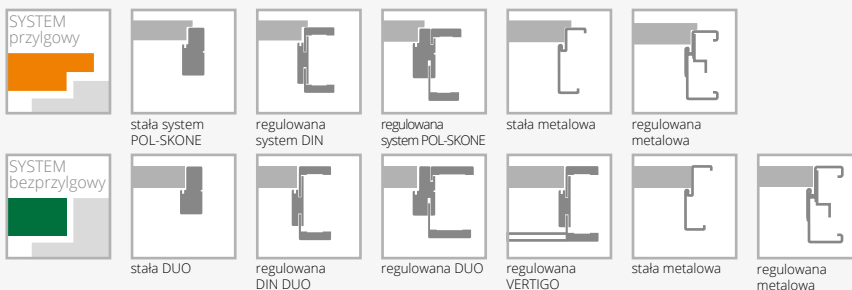 SYSTEM
przylgowy
stała system
POL-SKONE
regulowana
system DIN
regulowana
system POL-SKONE
stała metalowa
regulowana
metalowa
SYSTEM
bezprzylgowy
stała DUO
regulowana
DIN DUO
regulowana DUO
regulowana
VERTIGO
stała metalowa
regulowana
metalowa